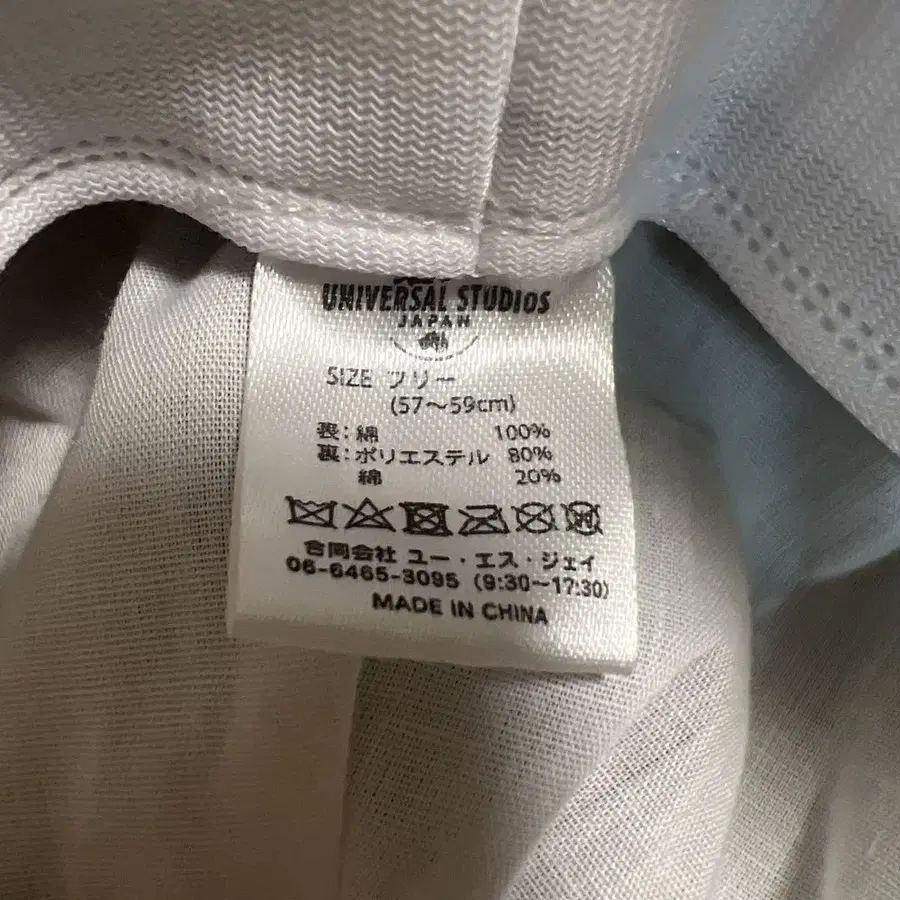 UNIVERSAL STUDIOS
JAPAN
SIZE フリー
(57～59cm)
表:綿 100%
裏:ポリエステル 80%
綿 20%
合同会社 ユー・エス・ジェイ
06-6465-3095 (9:30～17:30)
MADE IN CHINA